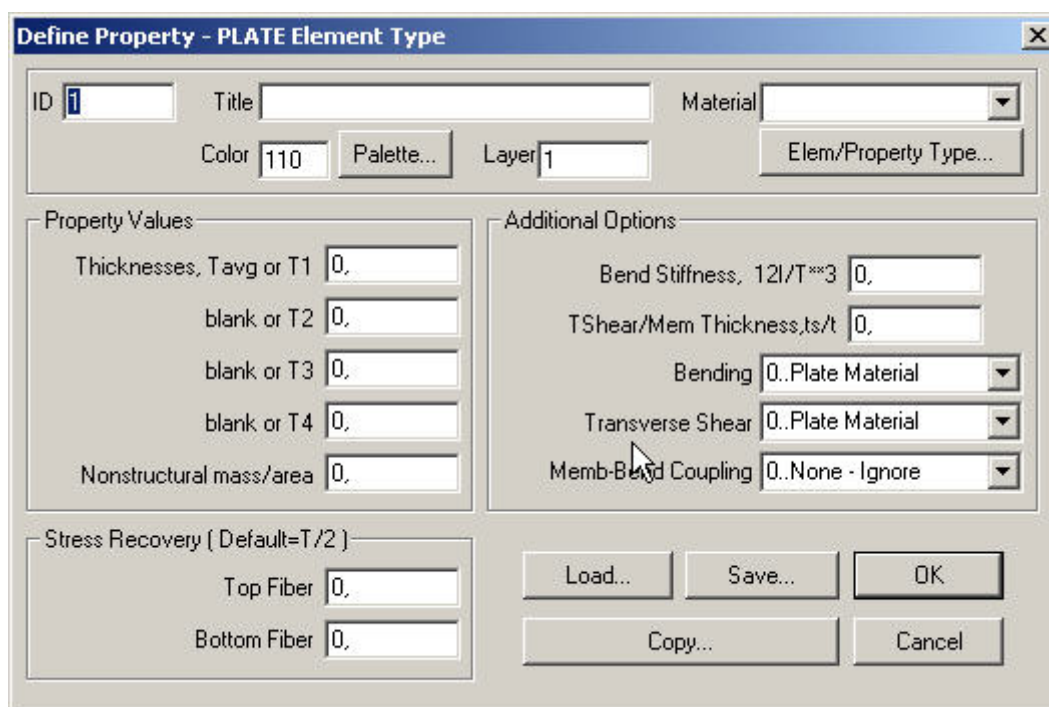 Define Property - PLATE Element Type
ID 1 Title Material
Color 110 Palette... Layer 1 Elem/Property Type...
Property Values
Thicknesses, Tavg or T1 0,
blank or T2 0,
blank or T3 0,
blank or T4 0,
Nonstructural mass/area 0,
Additional Options
Bend Stiffness, 12I/T**3 0,
TShear/Mem Thickness,ts/t 0,
Bending 0..Plate Material
Transverse Shear 0..Plate Material
Memb-Bend Coupling 0..None - Ignore
Stress Recovery ( Default=T/2 )
Top Fiber 0,
Bottom Fiber 0,
Load... Save... OK
Copy... Cancel